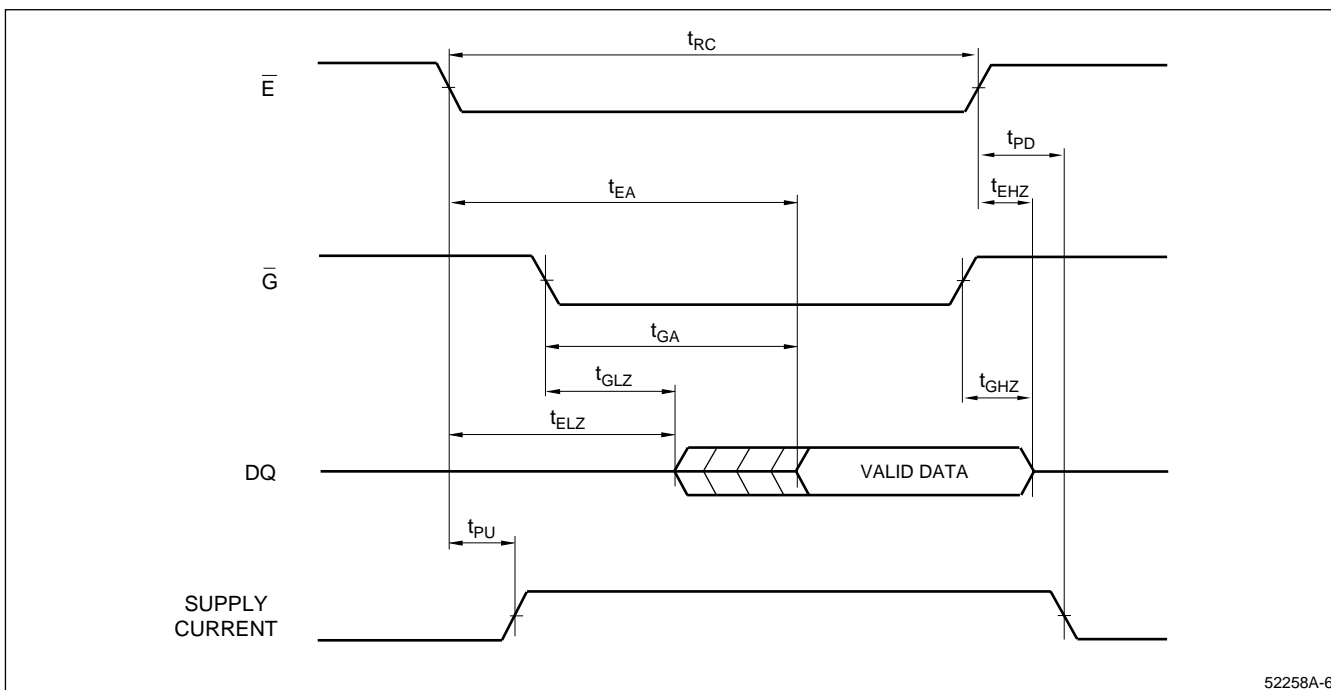 tRC
E̅
tPD
tEHZ
tEA
G̅
tGA
tGLZ
tGHZ
tELZ
DQ
VALID DATA
tPU
SUPPLY
CURRENT
52258A-6